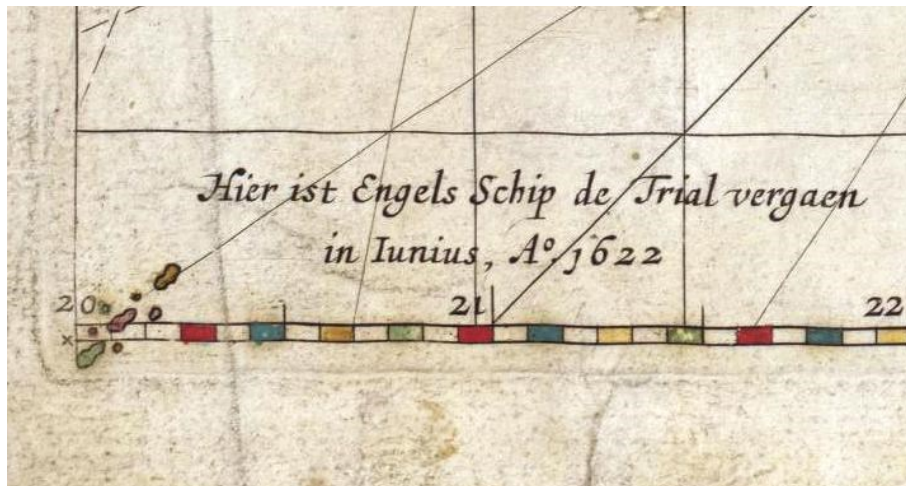 Hier ist Engels Schip de Trial vergaen
in Iunius, Aº. 1622
20 21 22